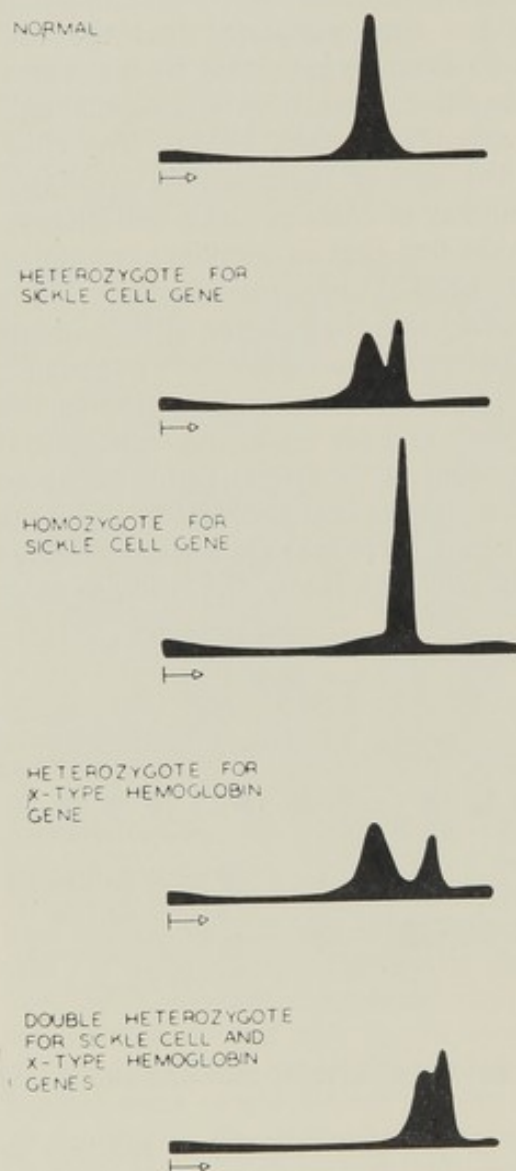 NORMAL
HETEROZYGOTE FOR
SICKLE CELL GENE
HOMOZYGOTE FOR
SICKLE CELL GENE
HETEROZYGOTE FOR
X-TYPE HEMOGLOBIN
GENE
DOUBLE HETEROZYGOTE
FOR SICKLE CELL AND
X-TYPE HEMOGLOBIN
GENES